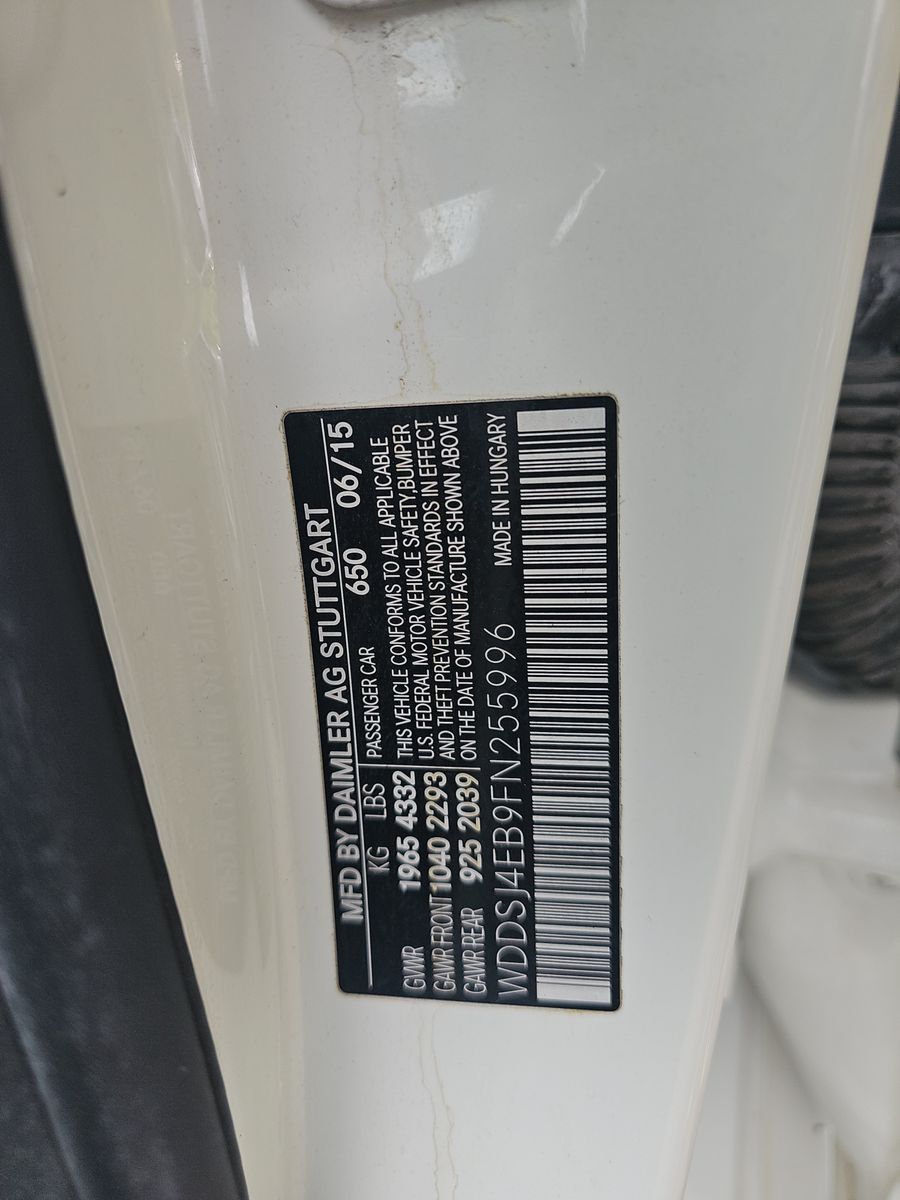 MFD BY DAIMLER AG STUTTGART
KG LBS PASSENGER CAR 650 06/15
GVWR 1965 4332 THIS VEHICLE CONFORMS TO ALL APPLICABLE
GAWR FRONT 1040 2293 U.S. FEDERAL MOTOR VEHICLE SAFETY,BUMPER
AND THEFT PREVENTION STANDARDS IN EFFECT
GAWR REAR 925 2039 ON THE DATE OF MANUFACTURE SHOWN ABOVE
WDDSJ4EB9FN255996 MADE IN HUNGARY